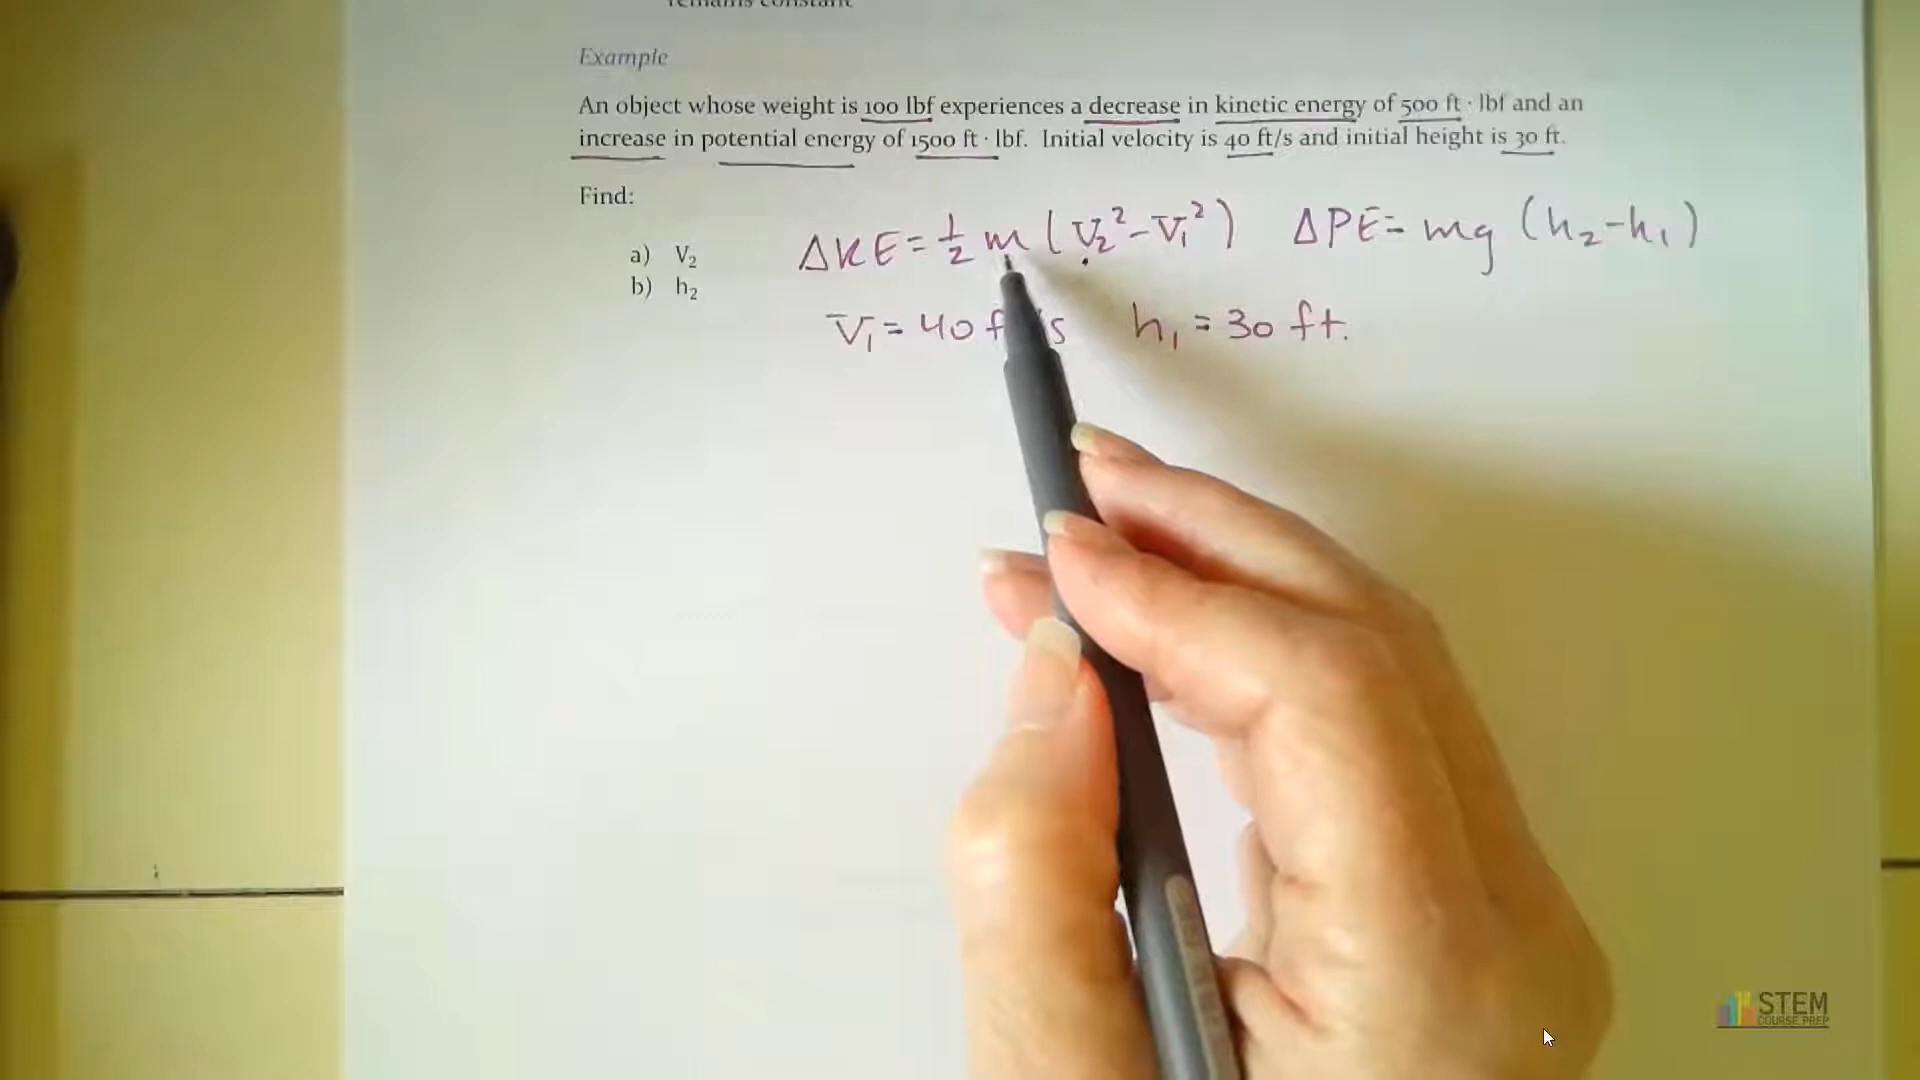 remains constant
Example
An object whose weight is 100 lbf experiences a decrease in kinetic energy of 500 ft · lbf and an
increase in potential energy of 1500 ft · lbf. Initial velocity is 40 ft/s and initial height is 30 ft.
Find:
a) V₂
b) h₂
ΔKE = ½ m (V₂² - V₁²) ΔPE = mg (h₂ - h₁)
V₁ = 40 f /s h₁ = 30 ft.
STEM
COURSE PREP